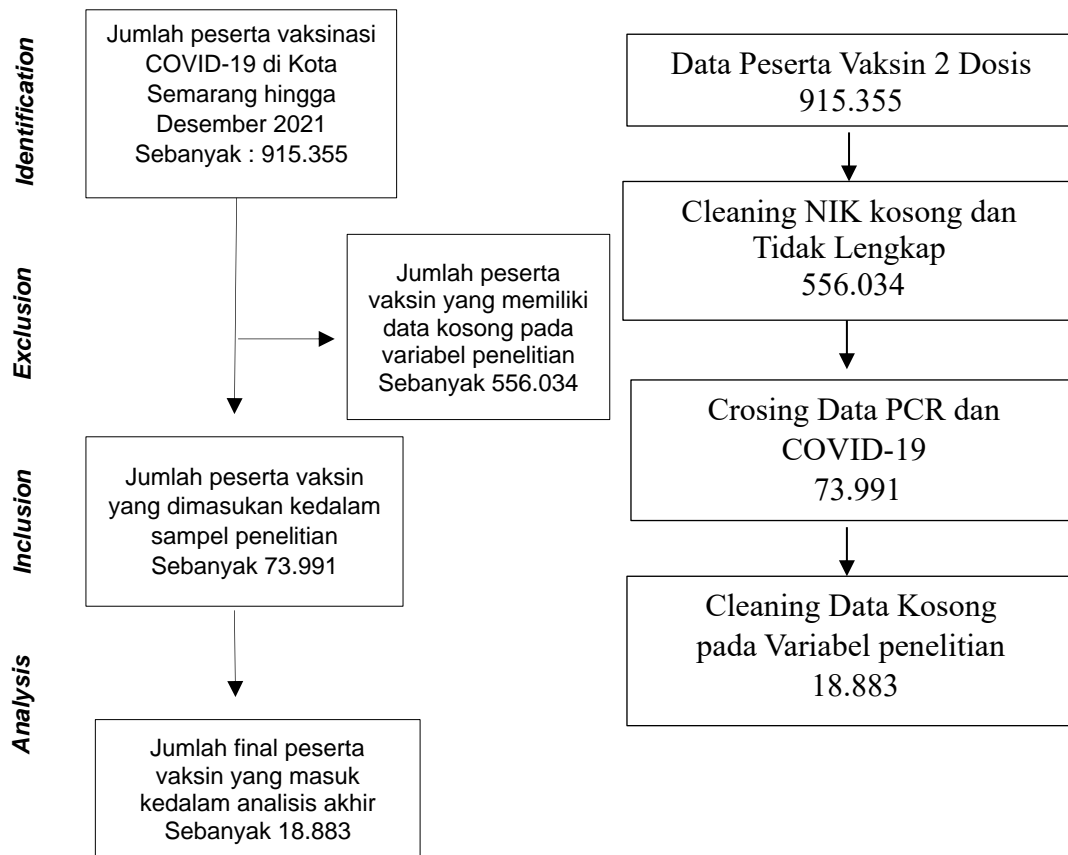 Identification
Jumlah peserta vaksinasi
COVID-19 di Kota
Semarang hingga
Desember 2021
Sebanyak : 915.355
Exclusion
Jumlah peserta
vaksin yang memiliki
data kosong pada
variabel penelitian
Sebanyak 556.034
Inclusion
Jumlah peserta vaksin
yang dimasukan kedalam
sampel penelitian
Sebanyak 73.991
Analysis
Jumlah final peserta
vaksin yang masuk
kedalam analisis akhir
Sebanyak 18.883
Data Peserta Vaksin 2 Dosis
915.355
Cleaning NIK kosong dan
Tidak Lengkap
556.034
Crosing Data PCR dan
COVID-19
73.991
Cleaning Data Kosong
pada Variabel penelitian
18.883